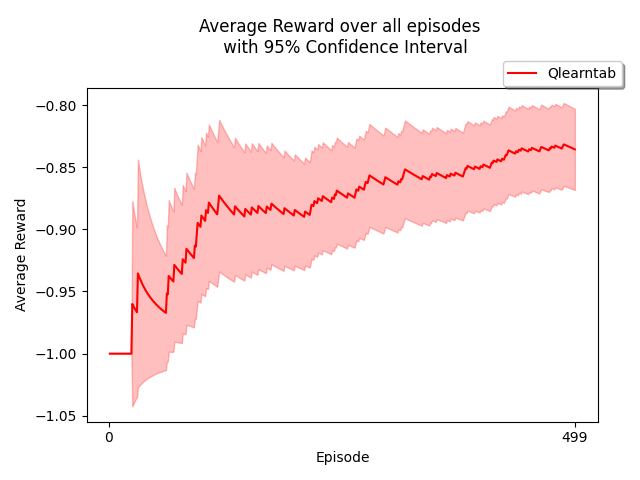 Average Reward over all episodes
with 95% Confidence Interval
Qlearntab
−0.80
−0.85
−0.90
−0.95
−1.00
−1.05
Average Reward
0
499
Episode